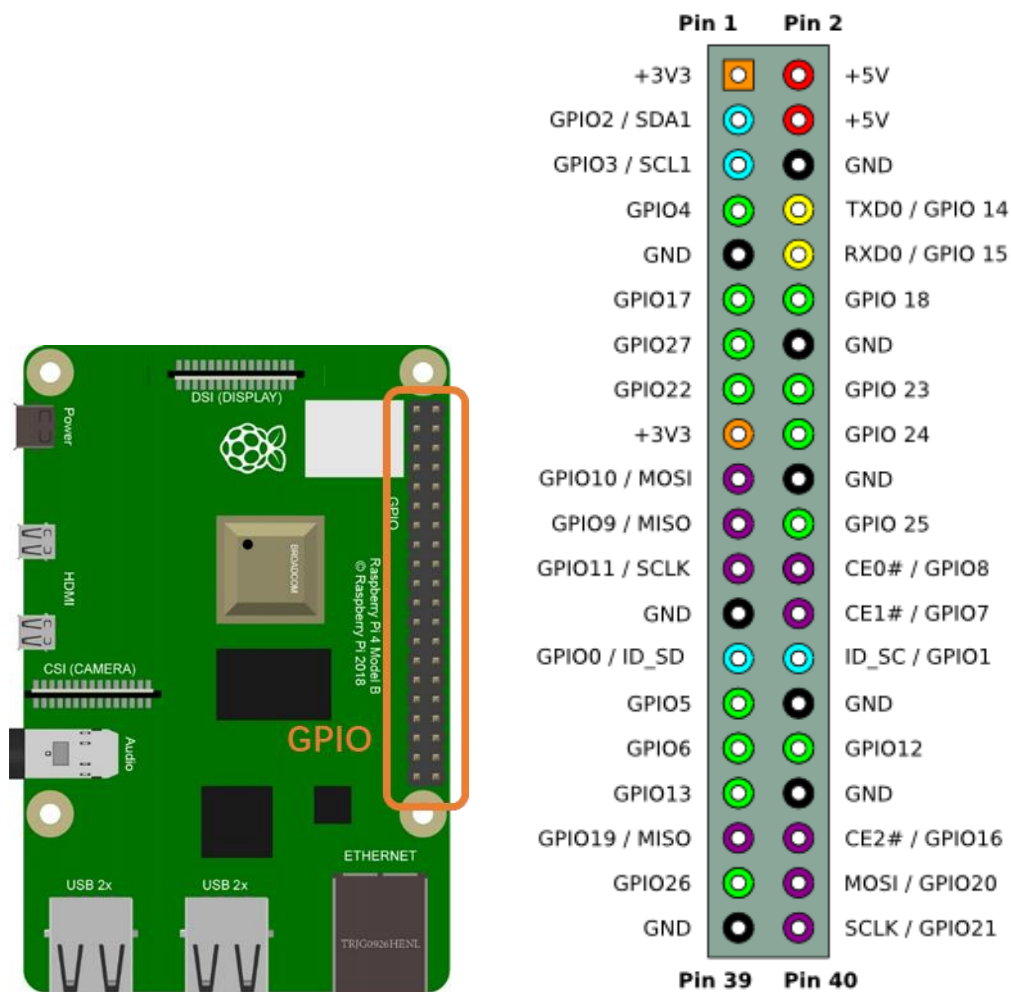 Pin 1 Pin 2
+3V3 +5V
GPIO2 / SDA1 +5V
GPIO3 / SCL1 GND
GPIO4 TXD0 / GPIO 14
GND RXD0 / GPIO 15
GPIO17 GPIO 18
GPIO27 GND
GPIO22 GPIO 23
+3V3 GPIO 24
GPIO10 / MOSI GND
GPIO9 / MISO GPIO 25
GPIO11 / SCLK CE0# / GPIO8
GND CE1# / GPIO7
GPIO0 / ID_SD ID_SC / GPIO1
GPIO5 GND
GPIO6 GPIO12
GPIO13 GND
GPIO19 / MISO CE2# / GPIO16
GPIO26 MOSI / GPIO20
GND SCLK / GPIO21
Pin 39 Pin 40
DSI (DISPLAY)
Power
GPIO
BROADCOM
Raspberry Pi 4 Model B
© Raspberry Pi 2018
HDMI
CSI (CAMERA)
GPIO
Audio
ETHERNET
USB 2x
USB 2x
TRJG0926HENL